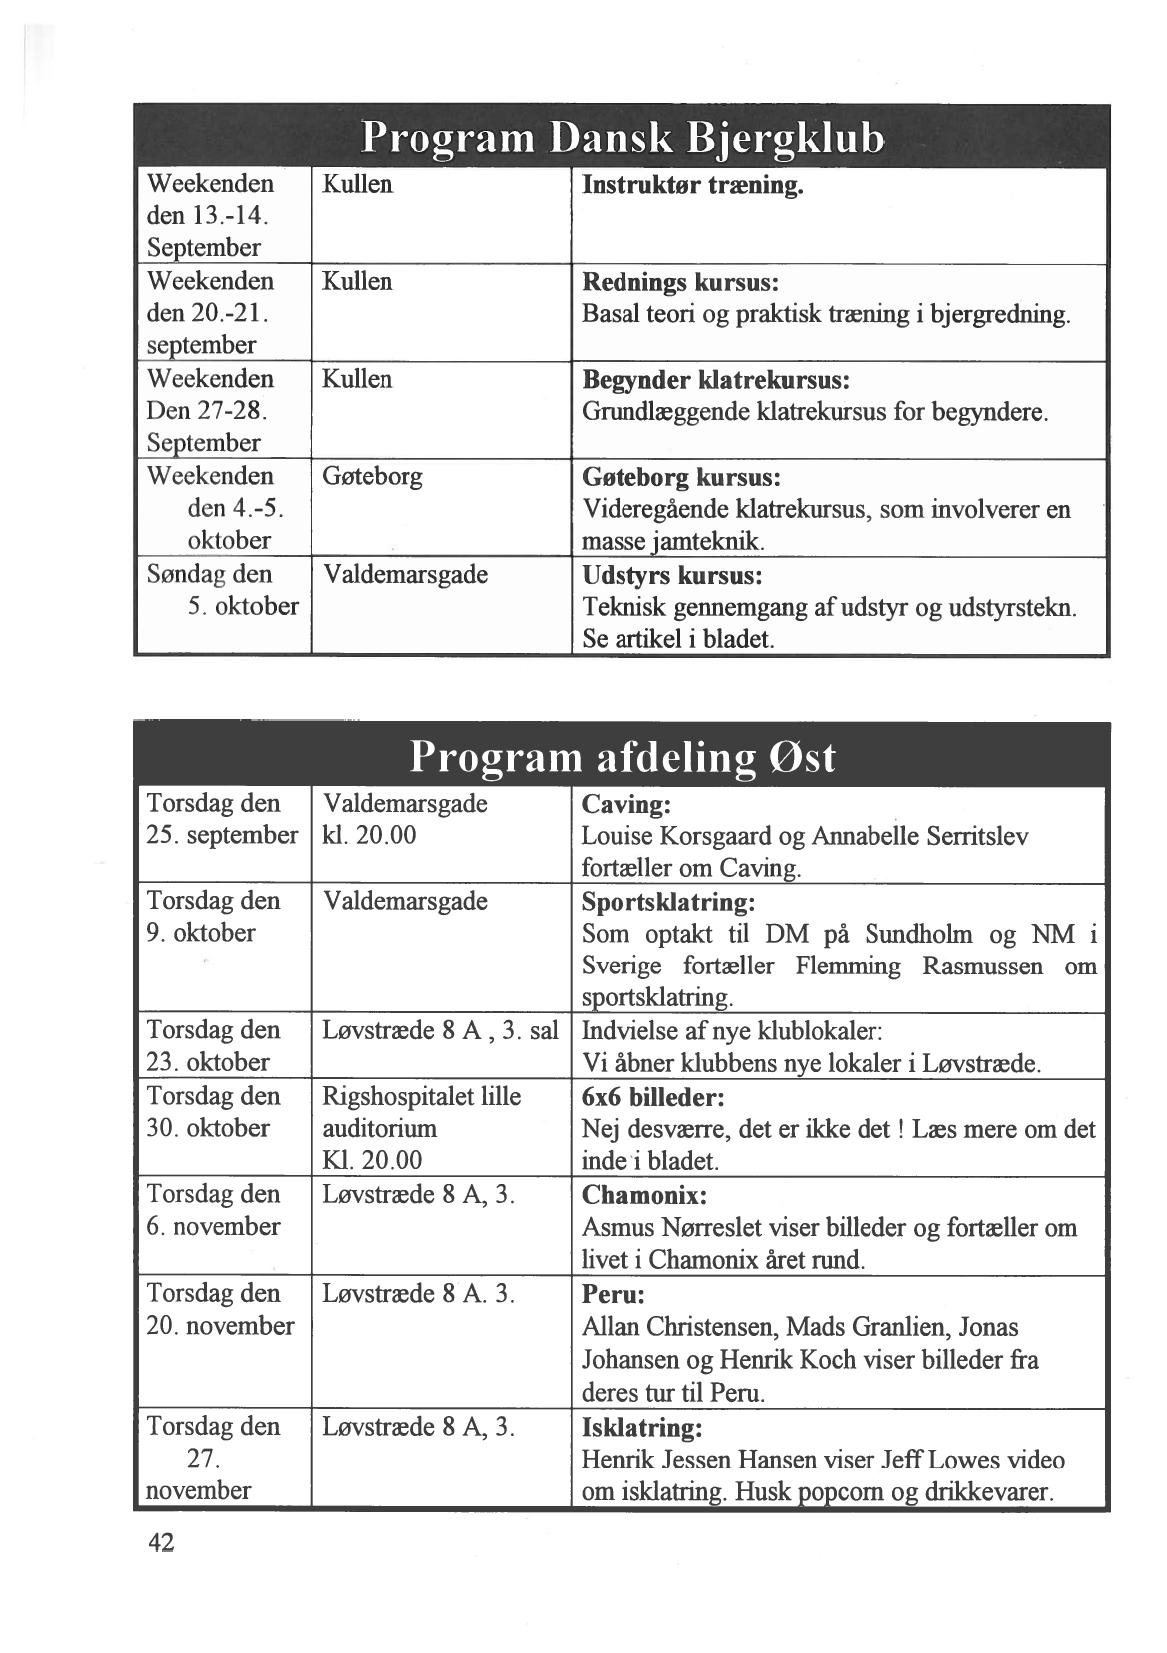 Program Dansk Bjergklub
Weekenden
den 13.-14.
September
Kullen
Instruktør træning.
Weekenden
den 20.-21.
september
Kullen
Rednings kursus:
Basal teori og praktisk træning i bjergredning.
Weekenden
Den 27-28.
September
Kullen
Begynder klatrekursus:
Grundlæggende klatrekursus for begyndere.
Weekenden
den 4.-5.
oktober
Gøteborg
Gøteborg kursus:
Videregående klatrekursus, som involverer en
masse jamteknik.
Søndag den
5. oktober
Valdemarsgade
Udstyrs kursus:
Teknisk gennemgang af udstyr og udstyrstekn.
Se artikel i bladet.
Program afdeling Øst
Torsdag den
25. september
Valdemarsgade
kl. 20.00
Caving:
Louise Korsgaard og Annabelle Serritslev
fortæller om Caving.
Torsdag den
9. oktober
Valdemarsgade
Sportsklatring:
Som optakt til DM på Sundholm og NM i
Sverige fortæller Flemming Rasmussen om
sportsklatring.
Torsdag den
23. oktober
Løvstræde 8 A , 3. sal
Indvielse af nye klublokaler:
Vi åbner klubbens nye lokaler i Løvstræde.
Torsdag den
30. oktober
Rigshospitalet lille
auditorium
Kl. 20.00
6x6 billeder:
Nej desværre, det er ikke det ! Læs mere om det
inde i bladet.
Torsdag den
6. november
Løvstræde 8 A, 3.
Chamonix:
Asmus Nørreslet viser billeder og fortæller om
livet i Chamonix året rund.
Torsdag den
20. november
Løvstræde 8 A. 3.
Peru:
Allan Christensen, Mads Granlien, Jonas
Johansen og Henrik Koch viser billeder fra
deres tur til Peru.
Torsdag den
27.
november
Løvstræde 8 A, 3.
Isklatring:
Henrik Jessen Hansen viser Jeff Lowes video
om isklatring. Husk popcorn og drikkevarer.
42